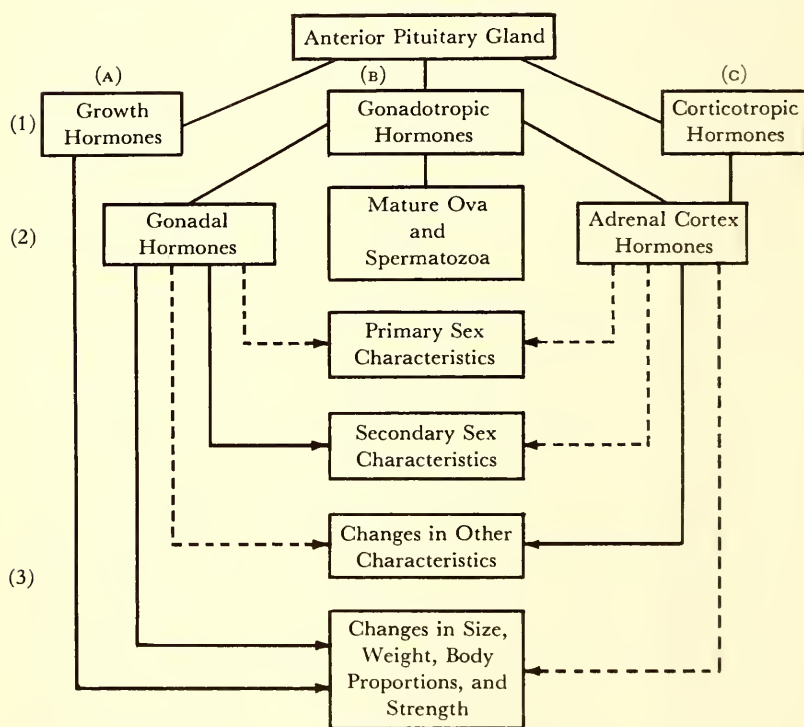 Anterior Pituitary Gland
(A)
(B)
(C)
(1)
Growth
Hormones
Gonadotropic
Hormones
Corticotropic
Hormones
(2)
Gonadal
Hormones
Mature Ova
and
Spermatozoa
Adrenal Cortex
Hormones
Primary Sex
Characteristics
Secondary Sex
Characteristics
Changes in Other
Characteristics
(3)
Changes in Size,
Weight, Body
Proportions, and
Strength